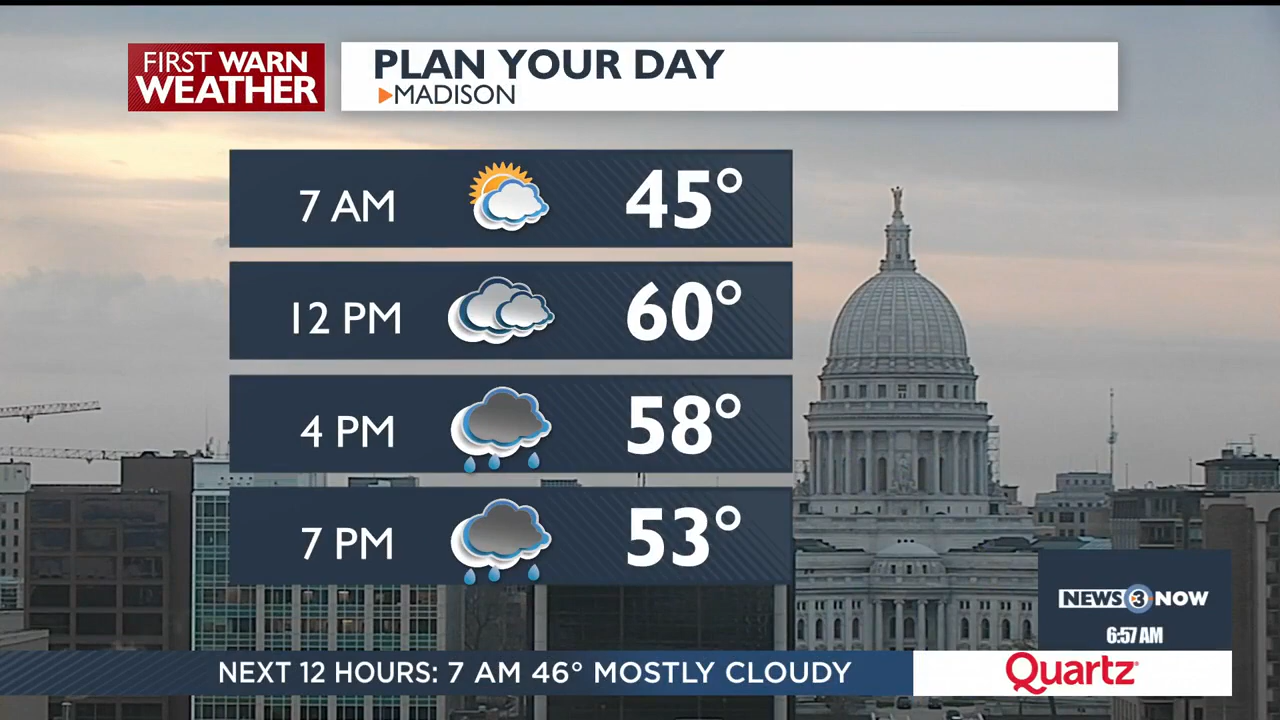 FIRST WARN
WEATHER
PLAN YOUR DAY
MADISON
7 AM 45°
12 PM 60°
4 PM 58°
7 PM 53°
NEWS 3 NOW
6:57 AM
NEXT 12 HOURS: 7 AM 46° MOSTLY CLOUDY
Quartz